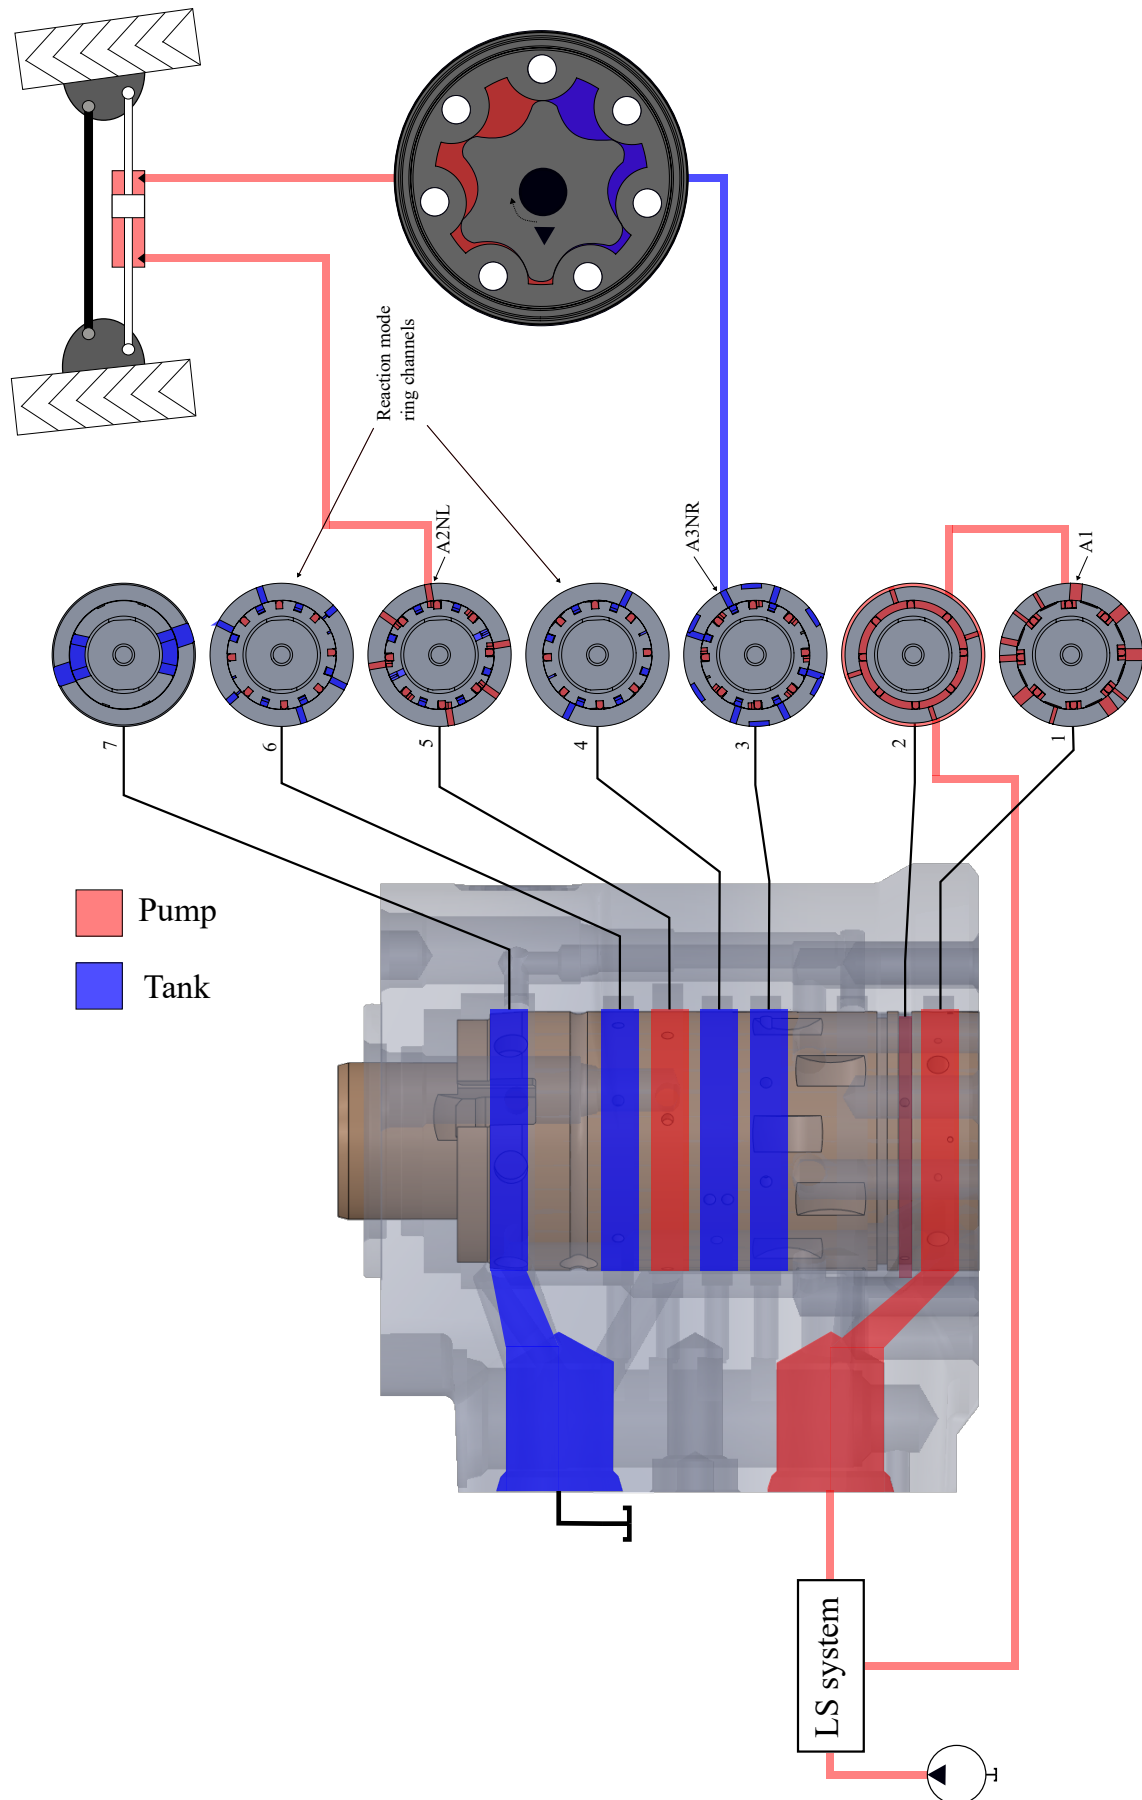 Reaction mode
ring channels
A2NL
A3NR
A1
7
6
5
4
3
2
1
Pump
Tank
LS system